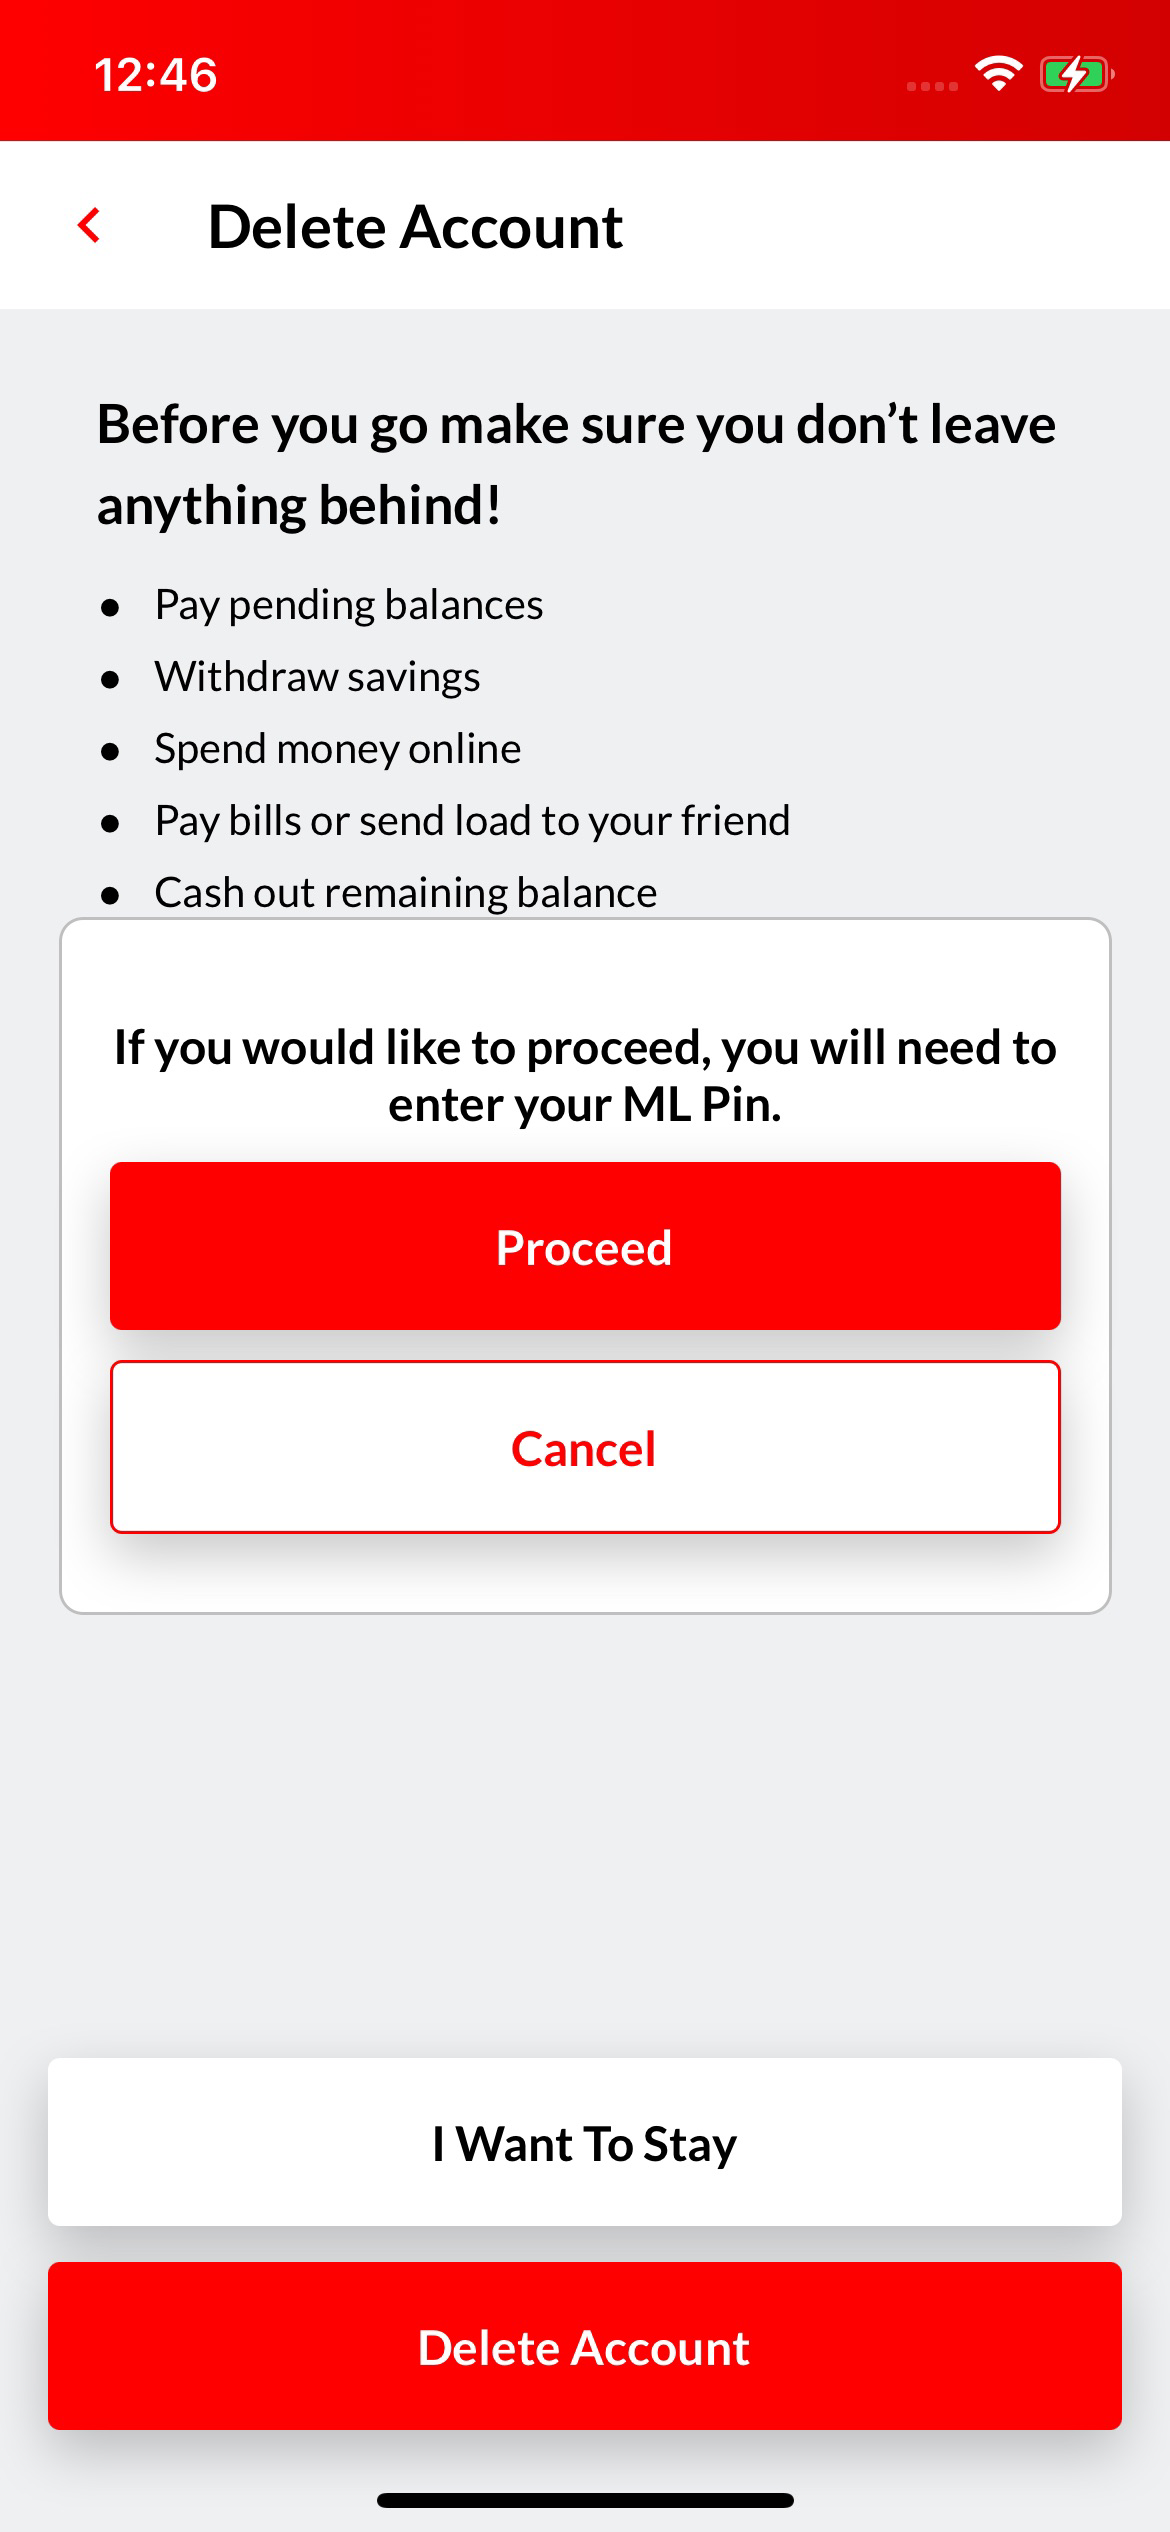 12:46
Delete Account
Before you go make sure you don’t leave
anything behind!
● Pay pending balances
● Withdraw savings
● Spend money online
● Pay bills or send load to your friend
● Cash out remaining balance
If you would like to proceed, you will need to
enter your ML Pin.
Proceed
Cancel
I Want To Stay
Delete Account